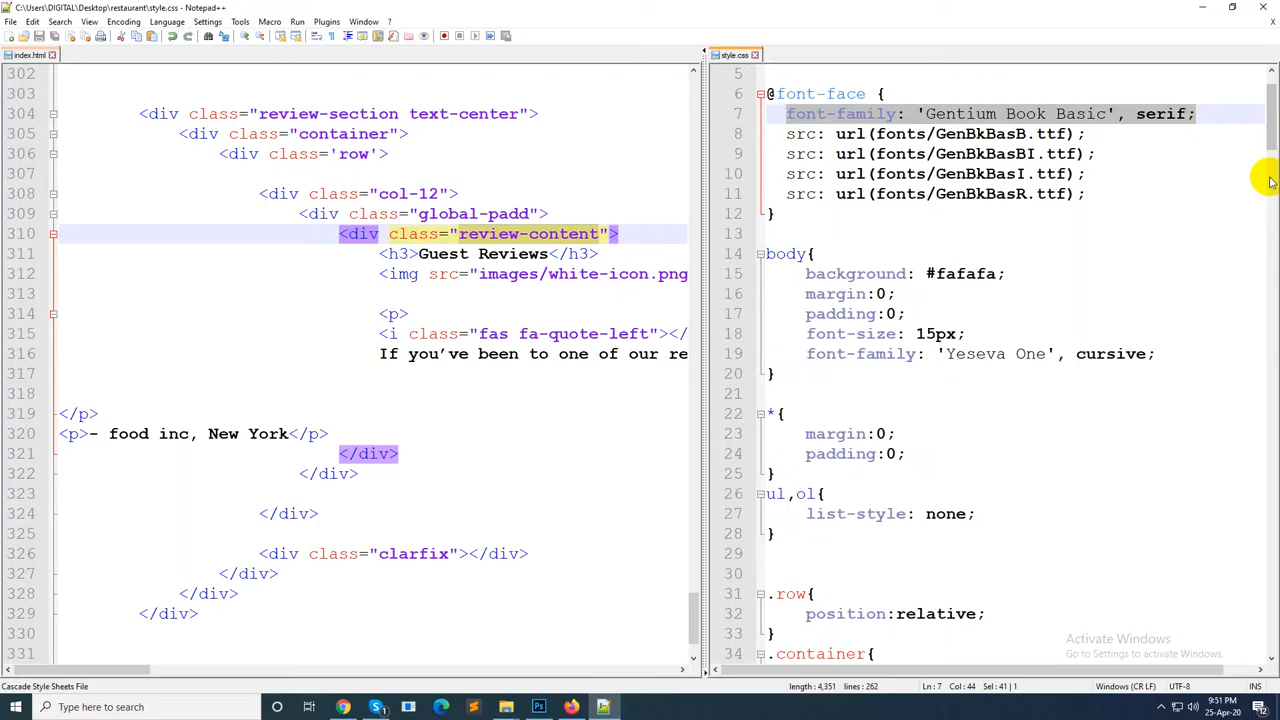 C:\Users\DIGITAL\Desktop\restaurant\style.css - Notepad++
File Edit Search View Encoding Language Settings Tools Macro Run Plugins Window ?
X
index.html
style.css
302
303
304 <div class="review-section text-center">
305 <div class="container">
306 <div class='row'>
307
308 <div class="col-12">
309 <div class="global-padd">
310 <div class="review-content">
311 <h3>Guest Reviews</h3>
312 <img src="images/white-icon.png
313
314 <p>
315 <i class="fas fa-quote-left"></
316 If you’ve been to one of our re
317
318
319 </p>
320 <p>- food inc, New York</p>
321 </div>
322 </div>
323
324 </div>
325
326 <div class="clarfix"></div>
327 </div>
328 </div>
329 </div>
330
331
5
6 @font-face {
7 font-family: 'Gentium Book Basic', serif;
8 src: url(fonts/GenBkBasB.ttf);
9 src: url(fonts/GenBkBasBI.ttf);
10 src: url(fonts/GenBkBasI.ttf);
11 src: url(fonts/GenBkBasR.ttf);
12 }
13
14 body{
15 background: #fafafa;
16 margin:0;
17 padding:0;
18 font-size: 15px;
19 font-family: 'Yeseva One', cursive;
20 }
21
22 *{
23 margin:0;
24 padding:0;
25 }
26 ul,ol{
27 list-style: none;
28 }
29
30
31 .row{
32 position:relative;
33 }
34 .container{
Activate Windows
Go to Settings to activate Windows.
Cascade Style Sheets File
length : 4,351 lines : 262
Ln : 7 Col : 44 Sel : 41 | 1
Windows (CR LF)
UTF-8
INS
Type here to search
9:51 PM
25-Apr-20